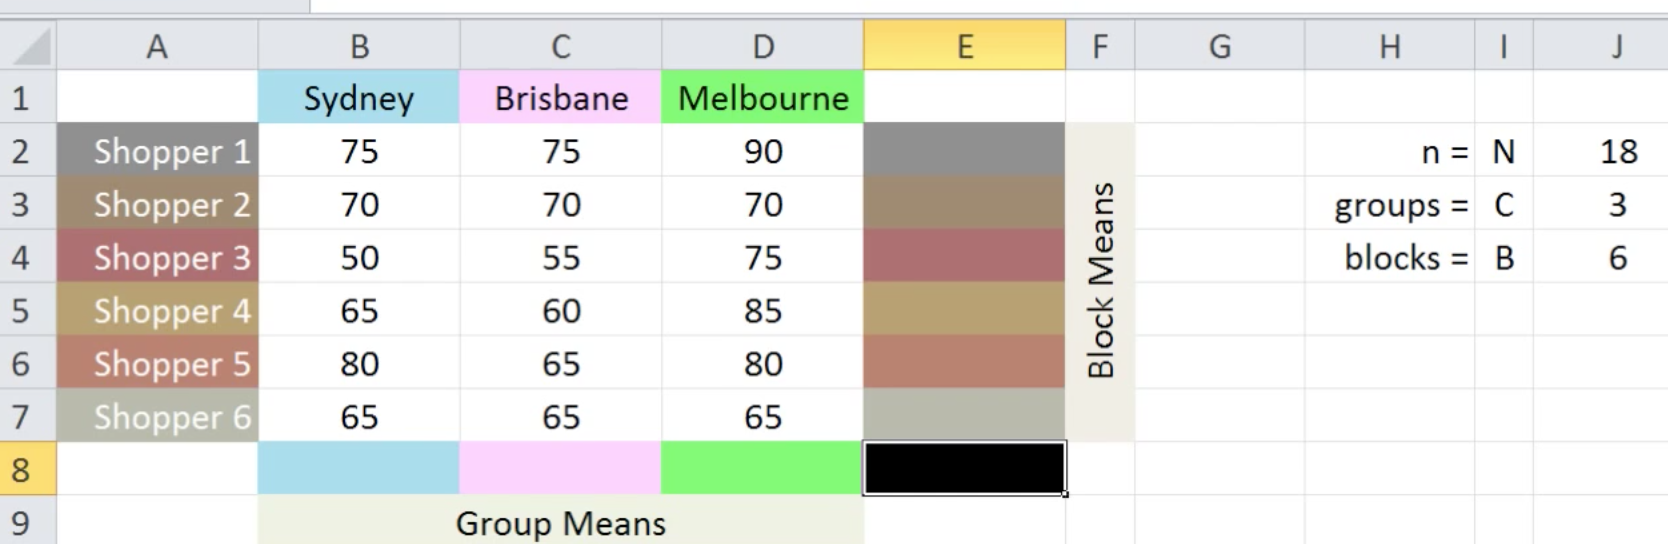 A B C D E F G H I J
1 Sydney Brisbane Melbourne
2 Shopper 1 75 75 90 n = N 18
3 Shopper 2 70 70 70 groups = C 3
4 Shopper 3 50 55 75 blocks = B 6
5 Shopper 4 65 60 85
6 Shopper 5 80 65 80
7 Shopper 6 65 65 65
Block Means
8
9 Group Means